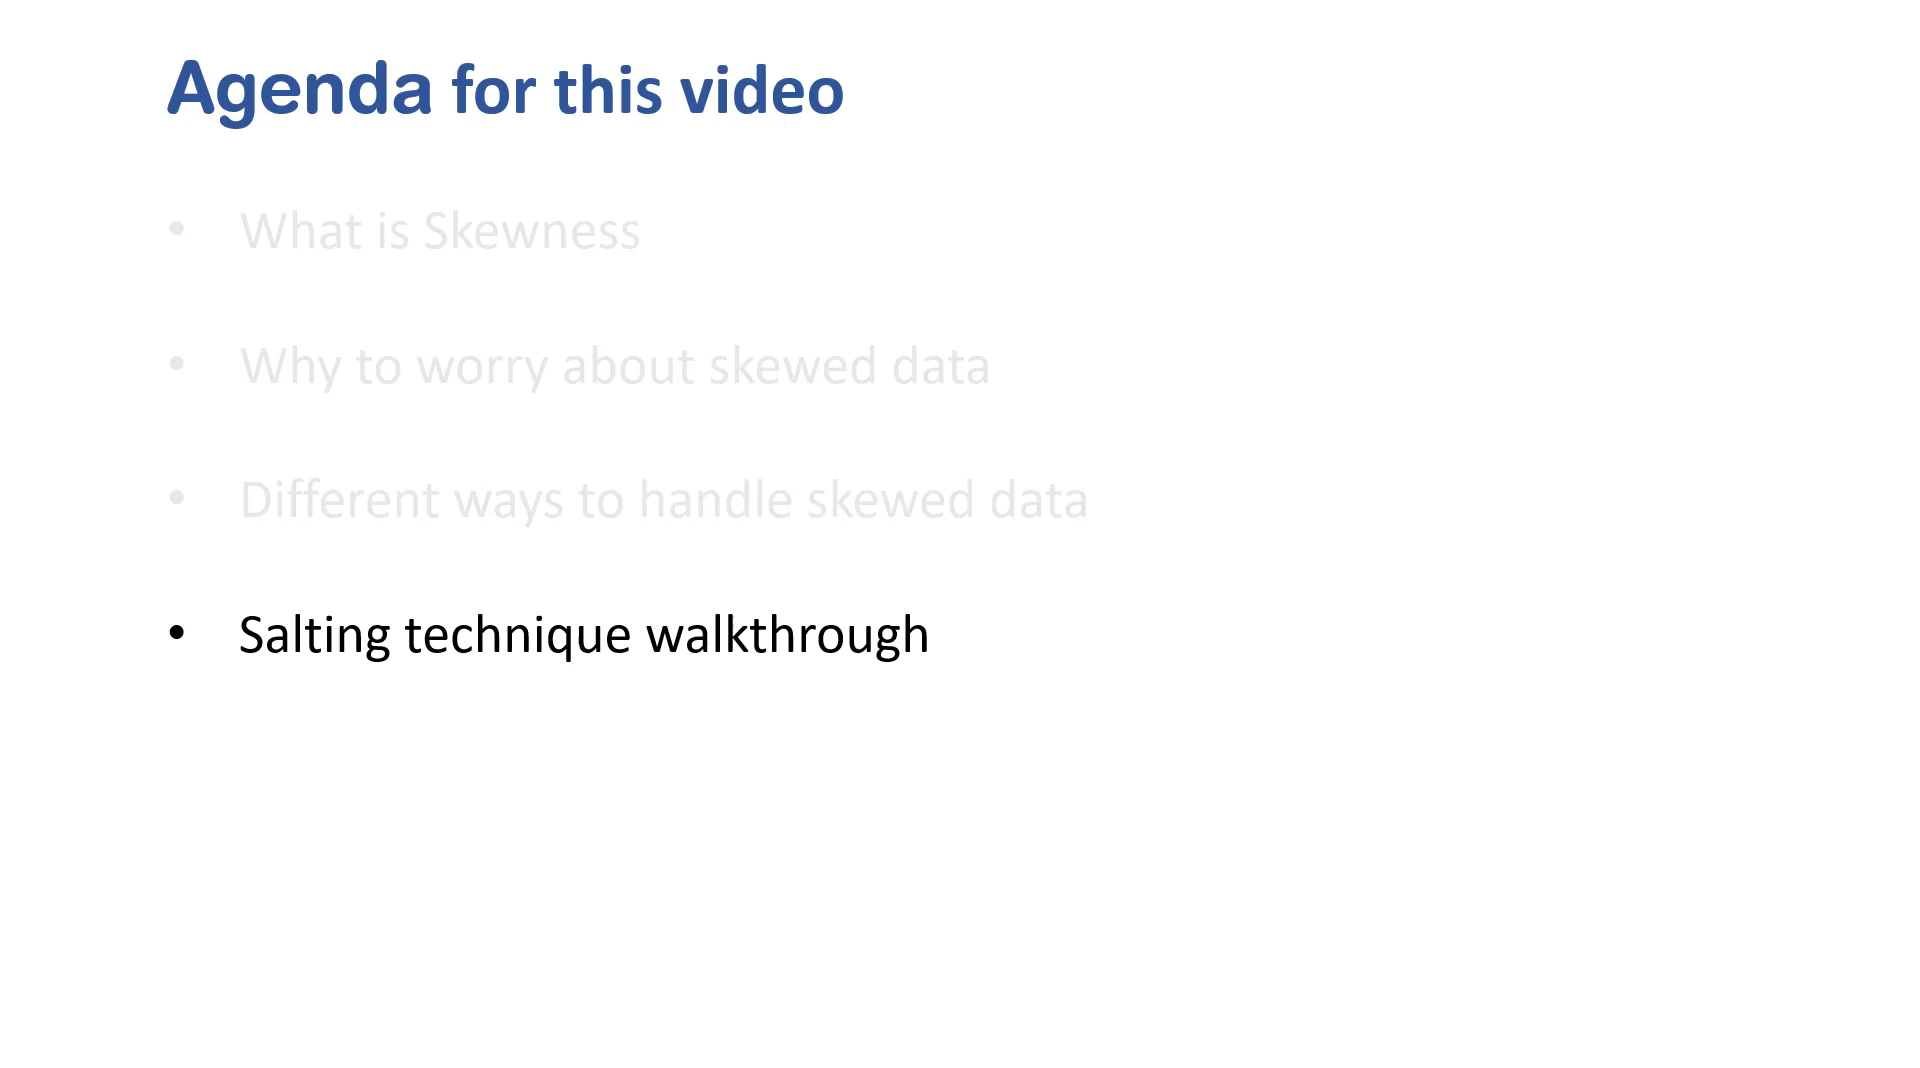 Agenda for this video
• What is Skewness
• Why to worry about skewed data
• Different ways to handle skewed data
• Salting technique walkthrough